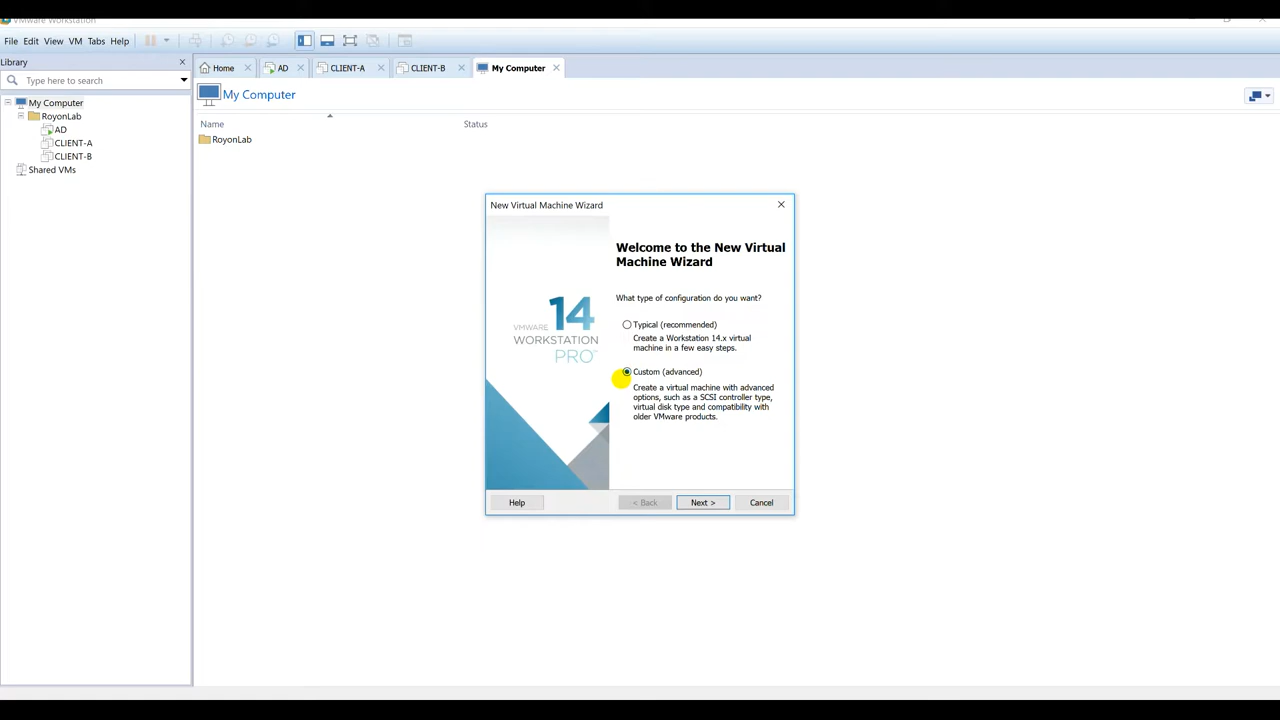 VMware Workstation
File Edit View VM Tabs Help
Library
Type here to search
My Computer
RoyonLab
AD
CLIENT-A
CLIENT-B
Shared VMs
Home AD CLIENT-A CLIENT-B My Computer
My Computer
Name Status
RoyonLab
New Virtual Machine Wizard
VMWARE 14
WORKSTATION
PRO™
Welcome to the New Virtual
Machine Wizard
What type of configuration do you want?
Typical (recommended)
Create a Workstation 14.x virtual
machine in a few easy steps.
Custom (advanced)
Create a virtual machine with advanced
options, such as a SCSI controller type,
virtual disk type and compatibility with
older VMware products.
Help < Back Next > Cancel